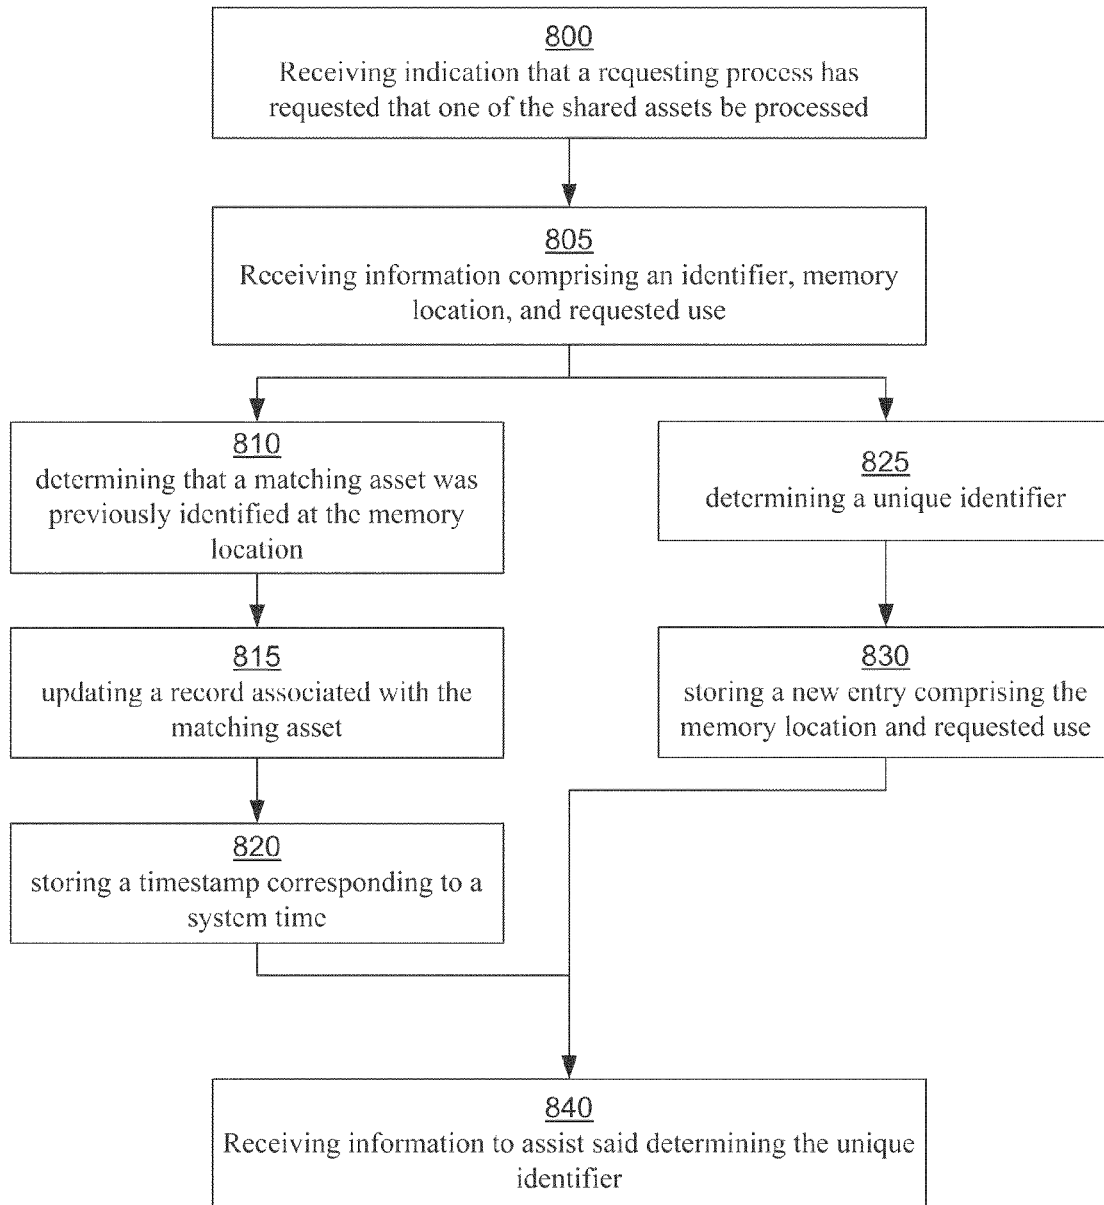 800
Receiving indication that a requesting process has
requested that one of the shared assets be processed
805
Receiving information comprising an identifier, memory
location, and requested use
810
determining that a matching asset was
previously identified at the memory
location
825
determining a unique identifier
815
updating a record associated with the
matching asset
830
storing a new entry comprising the
memory location and requested use
820
storing a timestamp corresponding to a
system time
840
Receiving information to assist said determining the unique
identifier